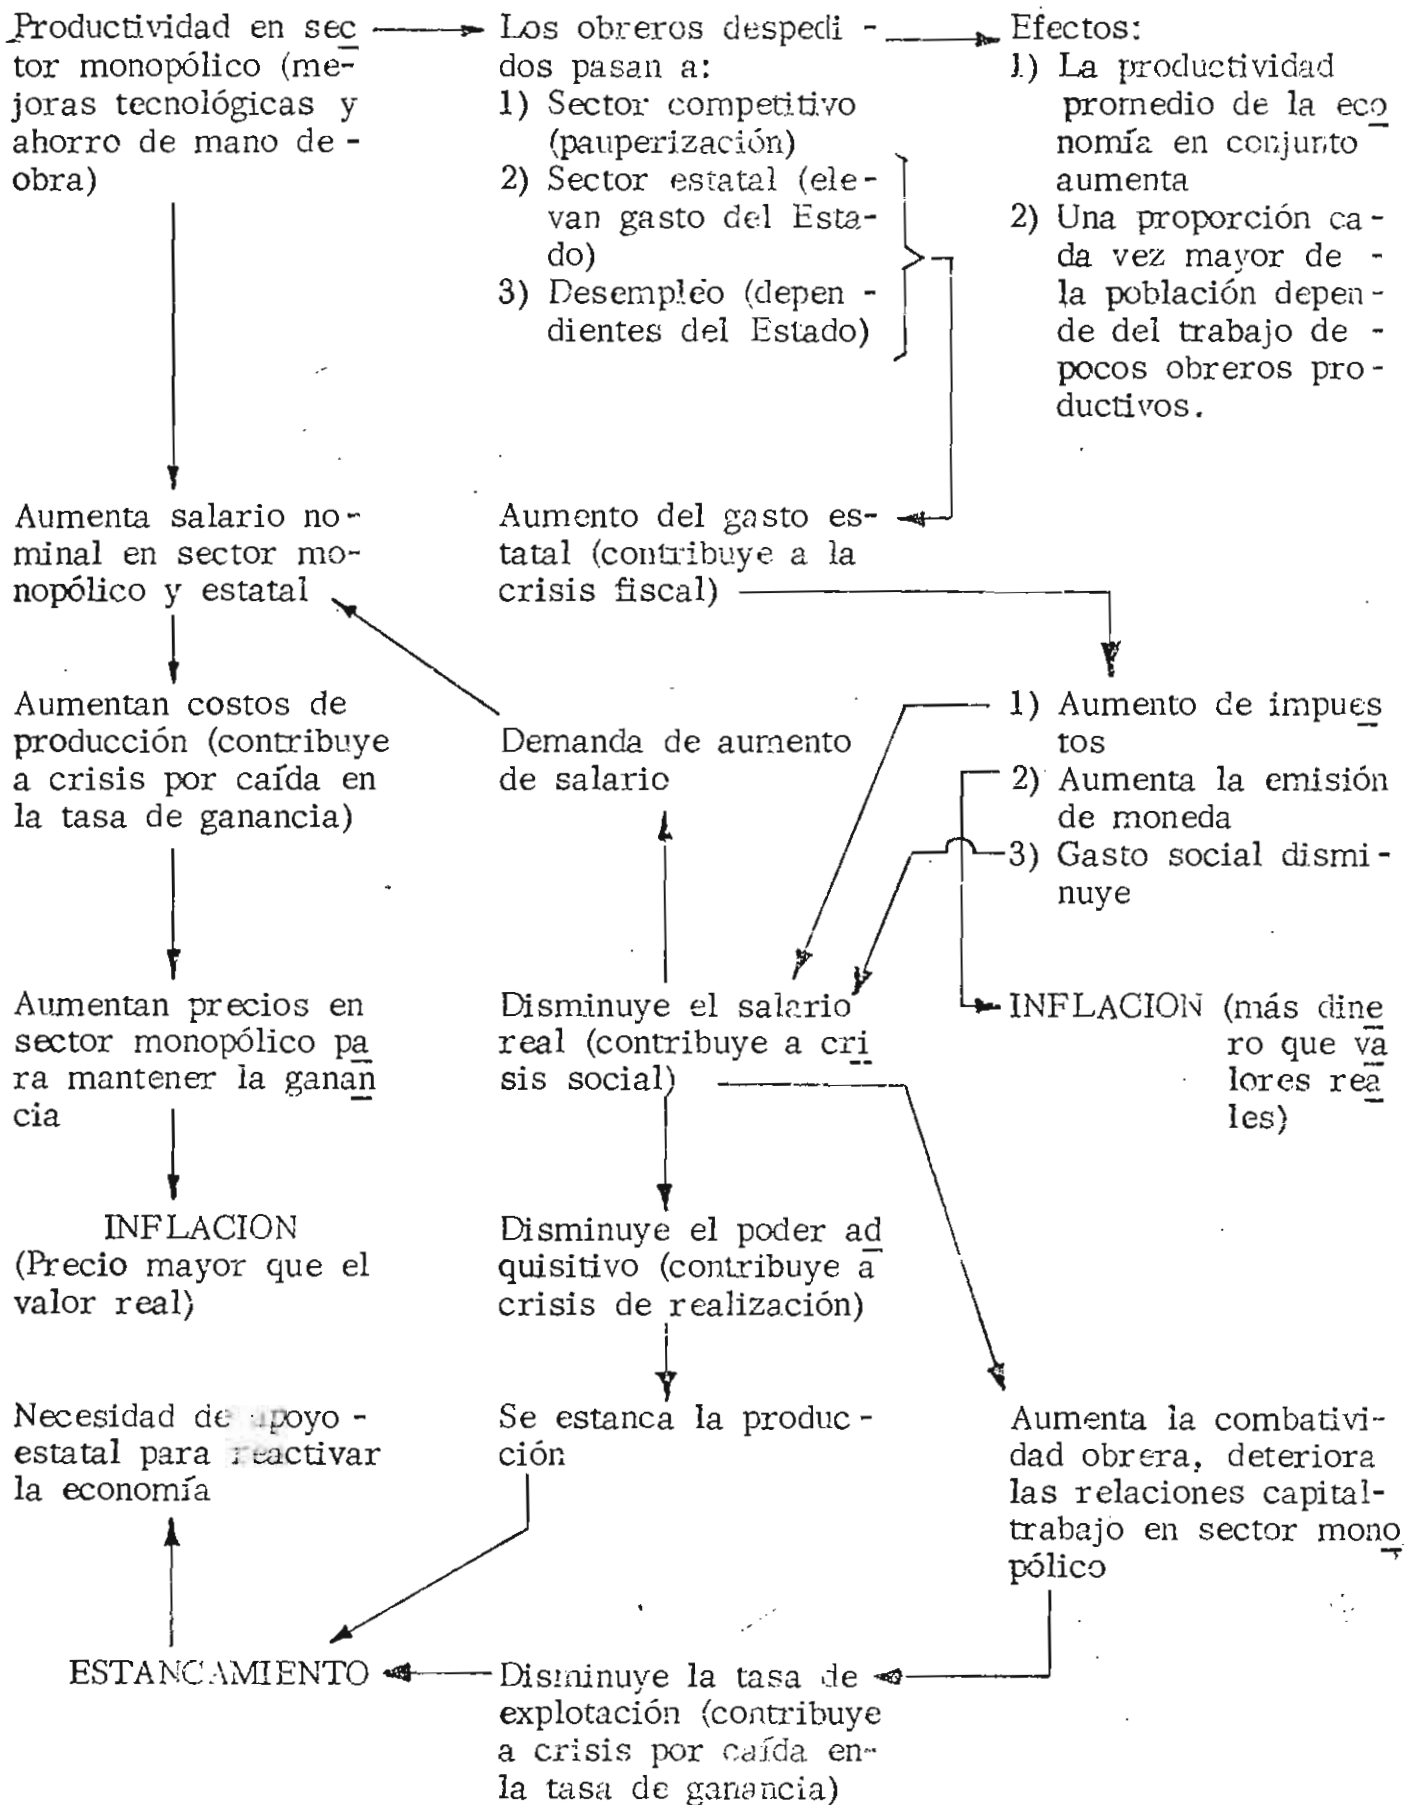 Productividad en sec
tor monopólico (me-
joras tecnológicas y
ahorro de mano de -
obra)
Los obreros despedi -
dos pasan a:
1) Sector competitivo
(pauperización)
2) Sector estatal (ele-
van gasto del Esta-
do)
3) Desempleo (depen -
dientes del Estado)
Efectos:
1) La productividad
promedio de la eco
nomía en conjunto
aumenta
2) Una proporción ca -
da vez mayor de -
la población depen -
de del trabajo de -
pocos obreros pro -
ductivos.
Aumenta salario no -
minal en sector mo-
nopólico y estatal
Aumento del gasto es-
tatal (contribuye a la
crisis fiscal)
Aumentan costos de
producción (contribuye
a crisis por caída en
la tasa de ganancia)
Demanda de aumento
de salario
1) Aumento de impues
tos
2) Aumenta la emisión
de moneda
3) Gasto social dismi -
nuye
Aumentan precios en
sector monopólico pa
ra mantener la ganan
cia
Disminuye el salario
real (contribuye a cri
sis social)
INFLACION (más dine
ro que va
lores rea
les)
INFLACION
(Precio mayor que el
valor real)
Disminuye el poder ad
quisitivo (contribuye a
crisis de realización)
Necesidad de apoyo -
estatal para reactivar
la economía
Se estanca la produc -
ción
Aumenta la combativi-
dad obrera, deteriora
las relaciones capital-
trabajo en sector mono
pólico
ESTANCAMIENTO
Disminuye la tasa de
explotación (contribuye
a crisis por caída en-
la tasa de ganancia)